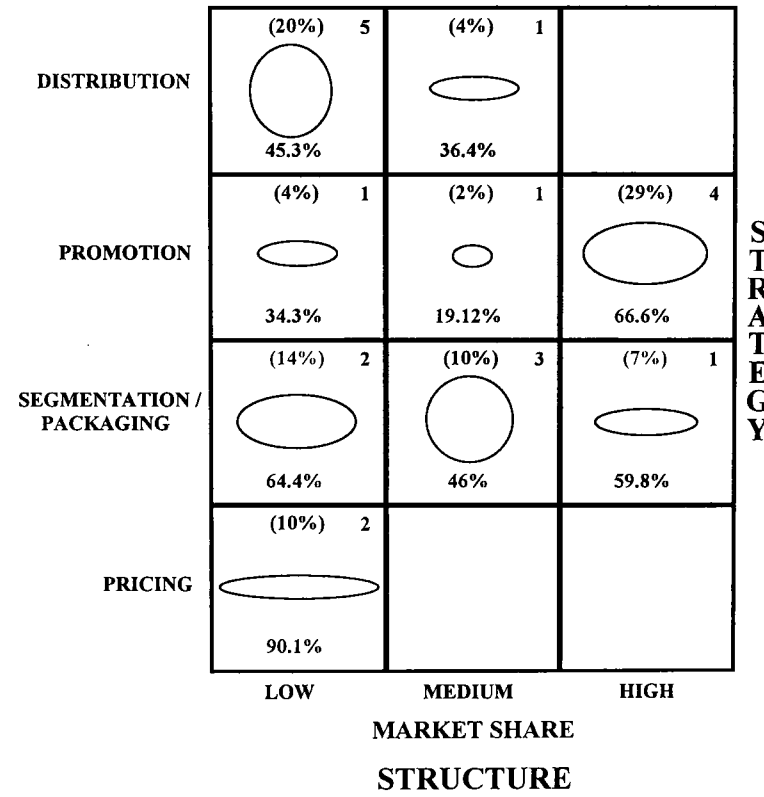 (20%) 5 (4%) 1
DISTRIBUTION
45.3% 36.4%
(4%) 1 (2%) 1 (29%) 4
PROMOTION
34.3% 19.12% 66.6%
(14%) 2 (10%) 3 (7%) 1
SEGMENTATION /
PACKAGING
64.4% 46% 59.8%
(10%) 2
PRICING
90.1%
STRATEGY
LOW MEDIUM HIGH
MARKET SHARE
STRUCTURE